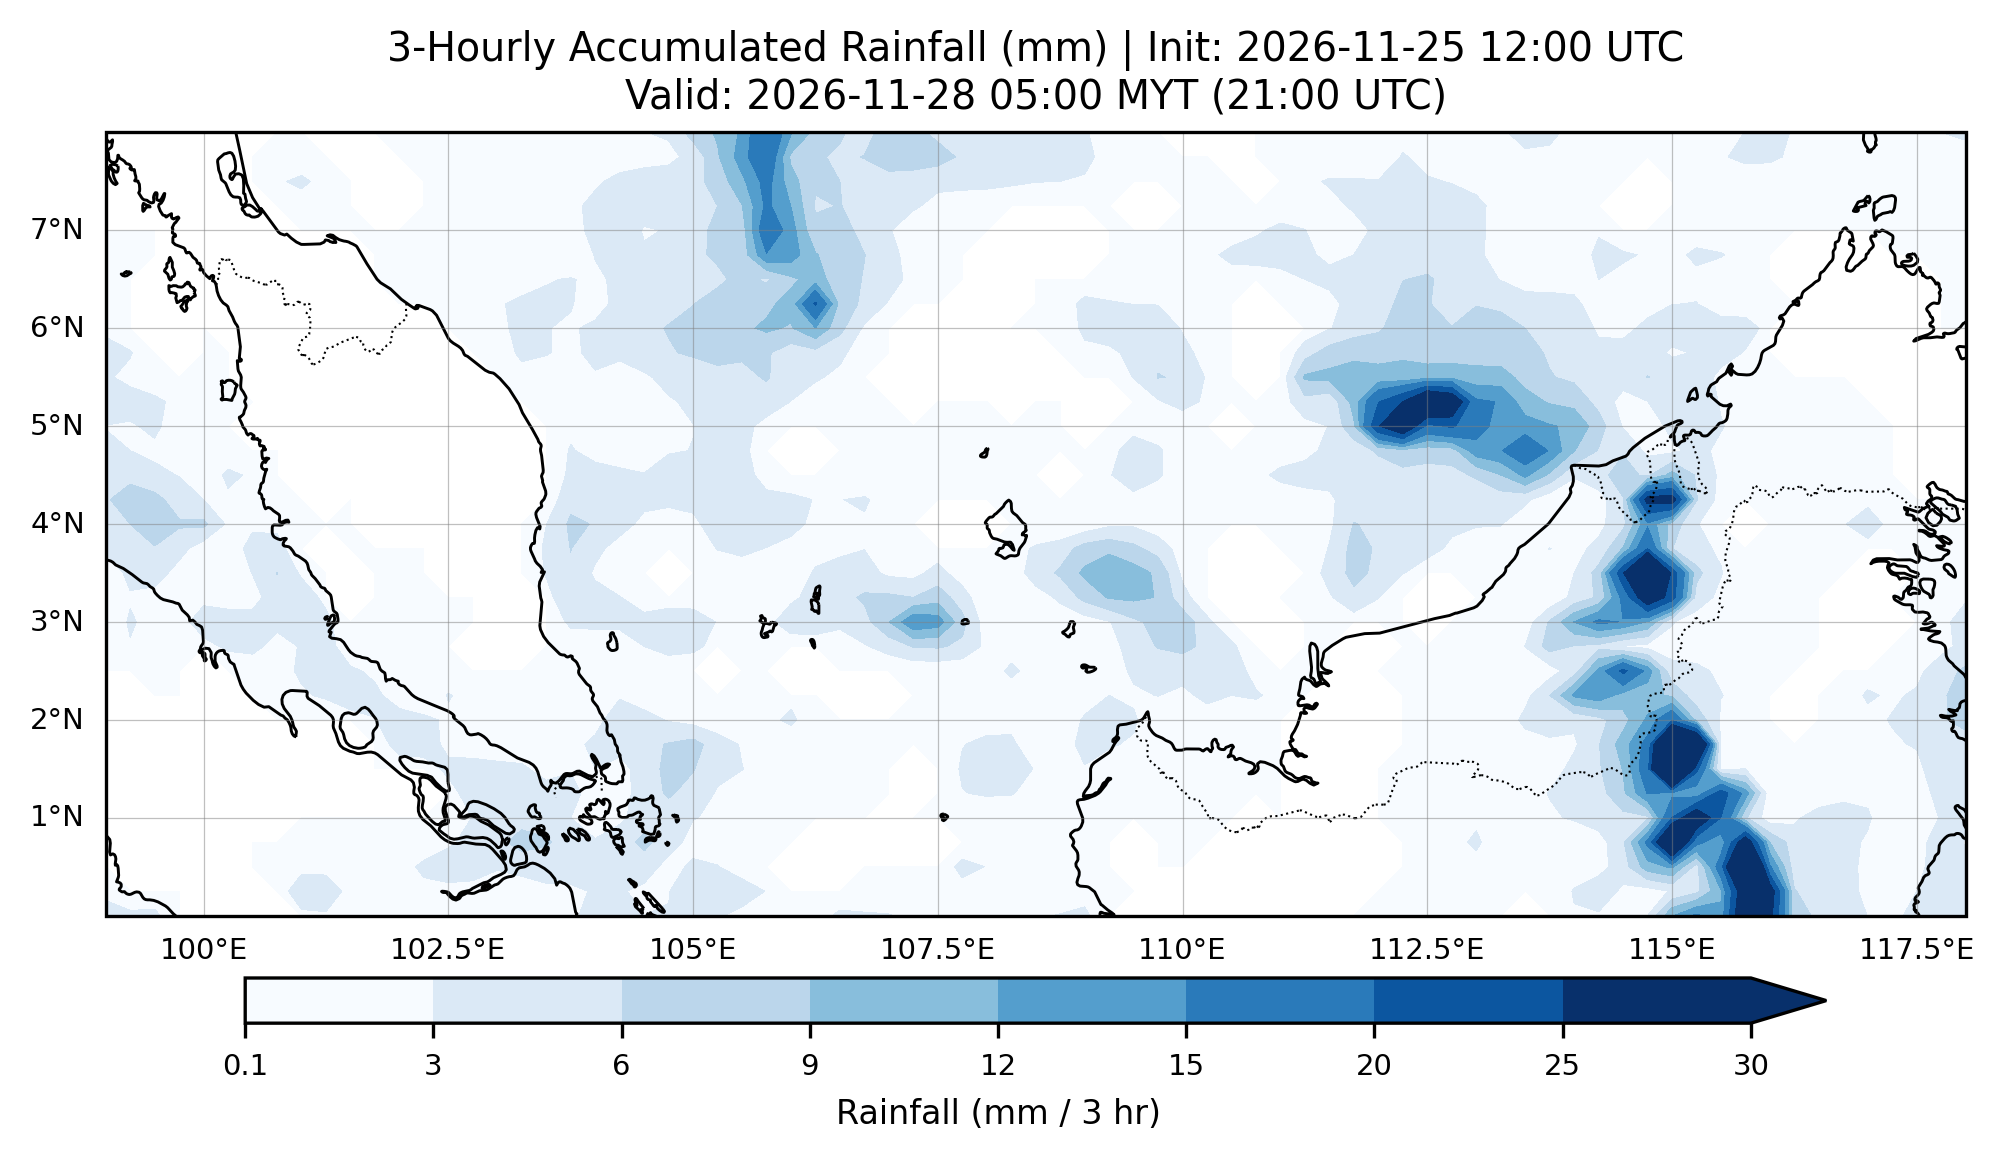 3-Hourly Accumulated Rainfall (mm) | Init: 2026-11-25 12:00 UTC
Valid: 2026-11-28 05:00 MYT (21:00 UTC)
7°N
6°N
5°N
4°N
3°N
2°N
1°N
100°E 102.5°E 105°E 107.5°E 110°E 112.5°E 115°E 117.5°E
0.1 3 6 9 12 15 20 25 30
Rainfall (mm / 3 hr)